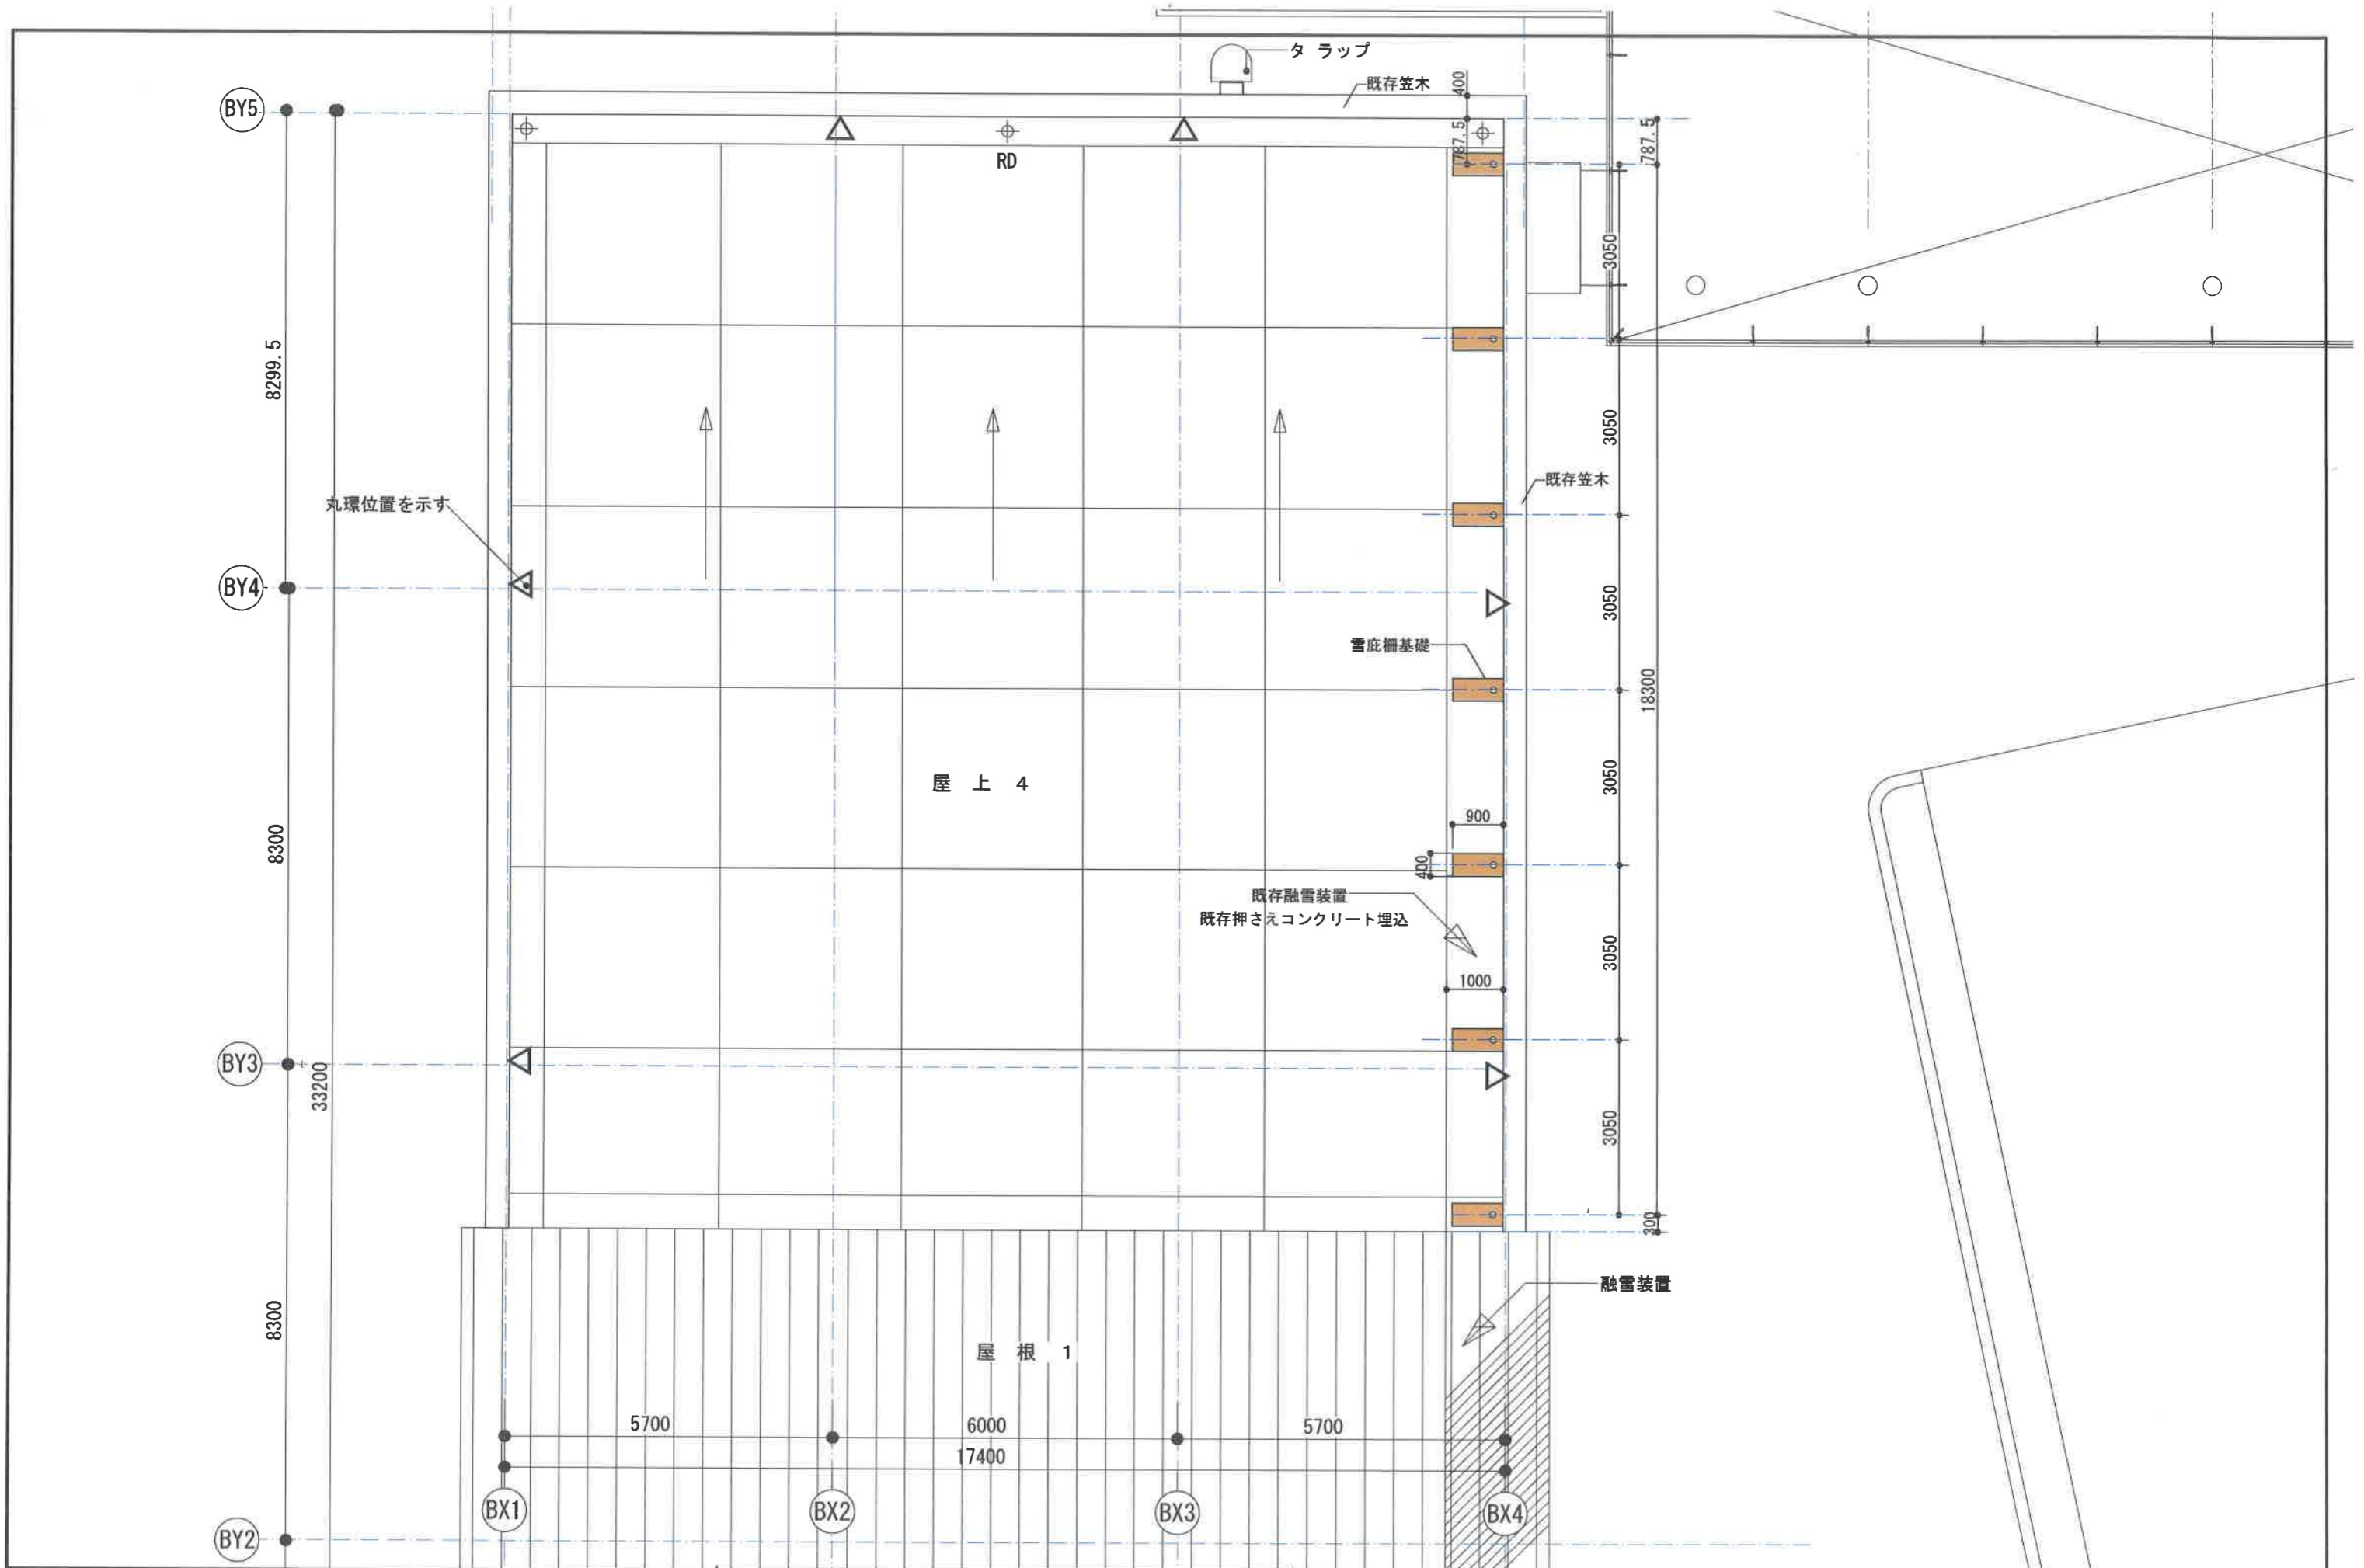 タ ラップ
既存笠木
400
BY5
787.5
787.5
RD
3050
8299.5
3050
既存笠木
丸環位置を示す
BY4
3050
雪庇柵基礎
18300
屋 上 4
3050
900
8300
400
既存融雪装置
既存押さえコンクリート埋込
3050
1000
BY3
33200
3050
300
融雪装置
8300
屋 根 1
5700
6000
5700
17400
BX1
BX2
BX3
BX4
BY2